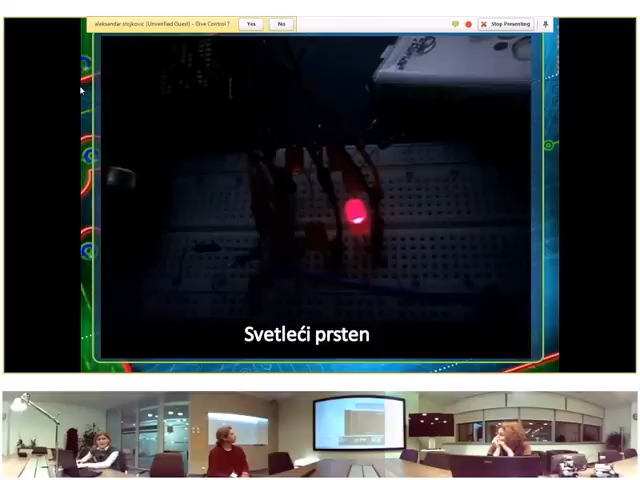 aleksandar stojkovic (Unverified Guest) - Give Control ?
Yes
No
Stop Presenting
Svetleći prsten